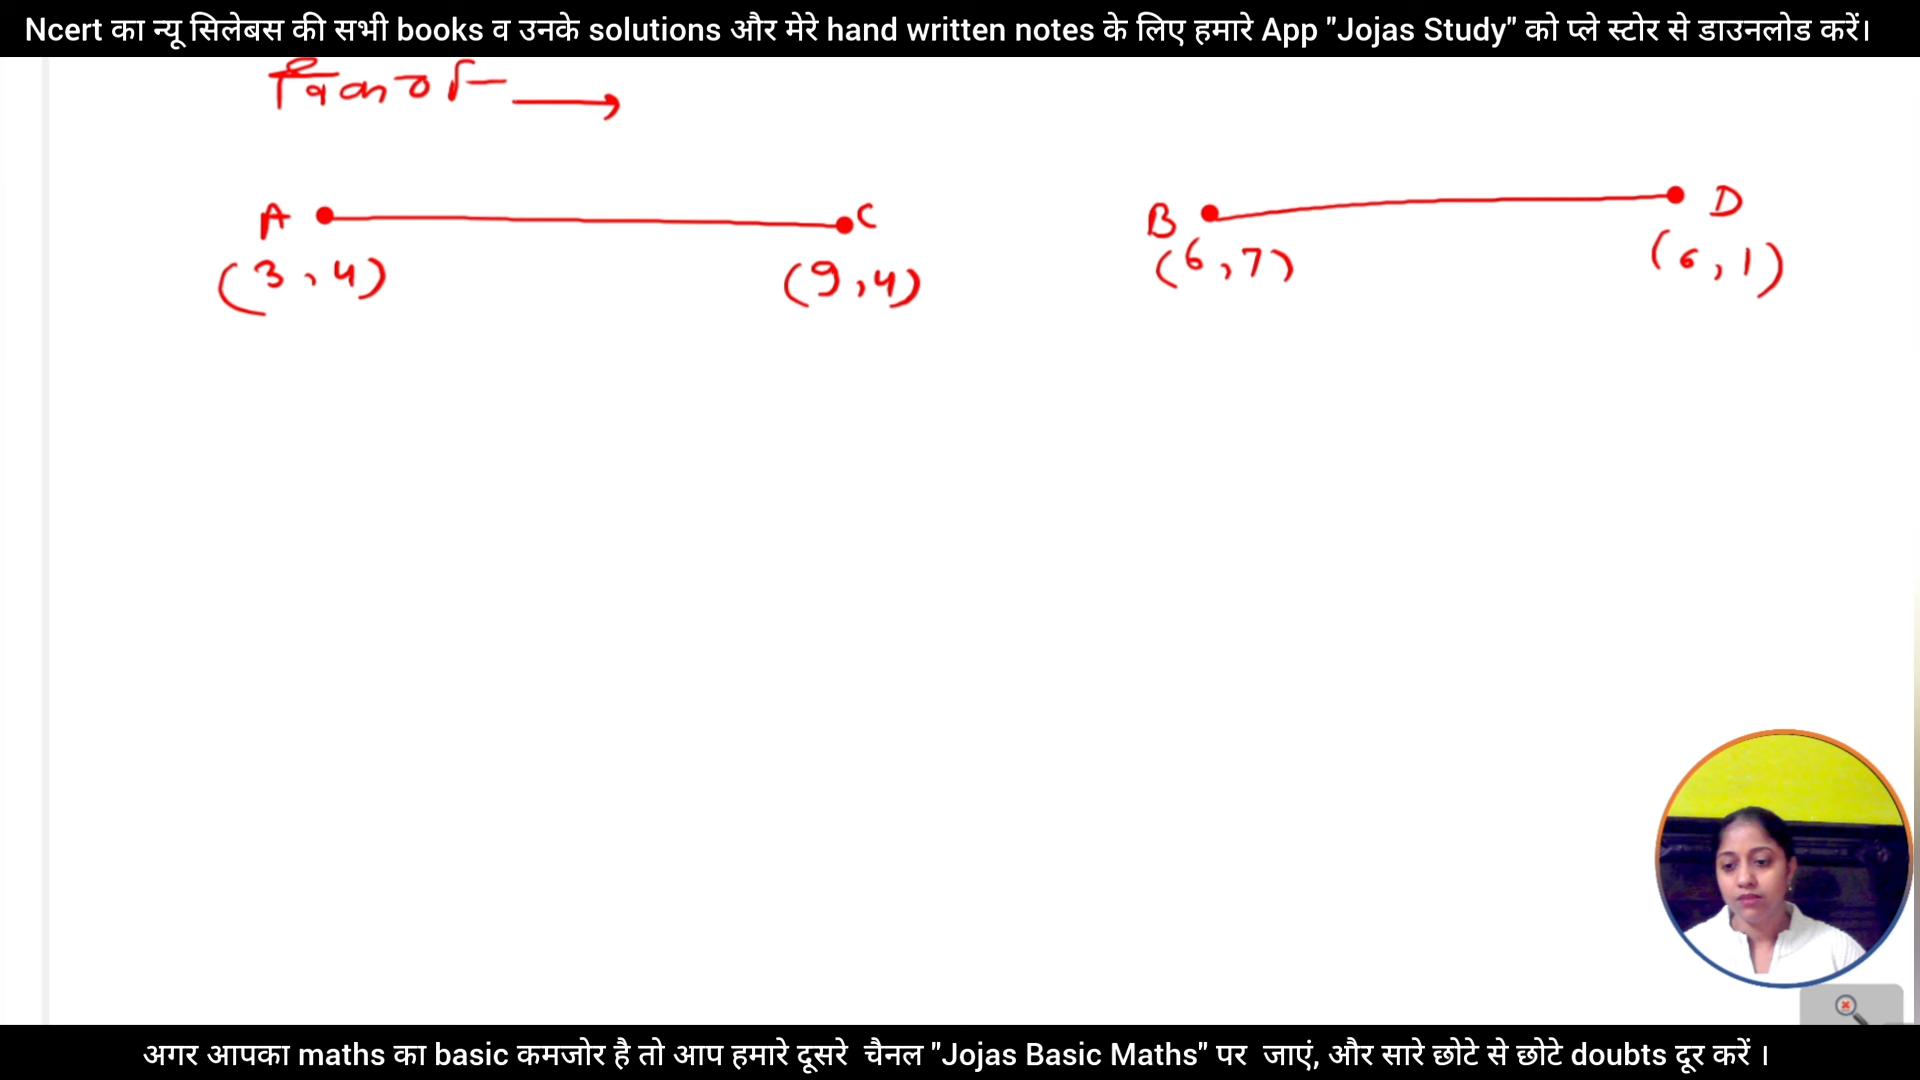 Ncert का न्यू सिलेबस की सभी books व उनके solutions और मेरे hand written notes के लिए हमारे App "Jojas Study" को प्ले स्टोर से डाउनलोड करें।
विकर्ण
A C B D
(3,4) (9,4) (6,7) (6,1)
अगर आपका maths का basic कमजोर है तो आप हमारे दूसरे चैनल "Jojas Basic Maths" पर जाएं, और सारे छोटे से छोटे doubts दूर करें ।